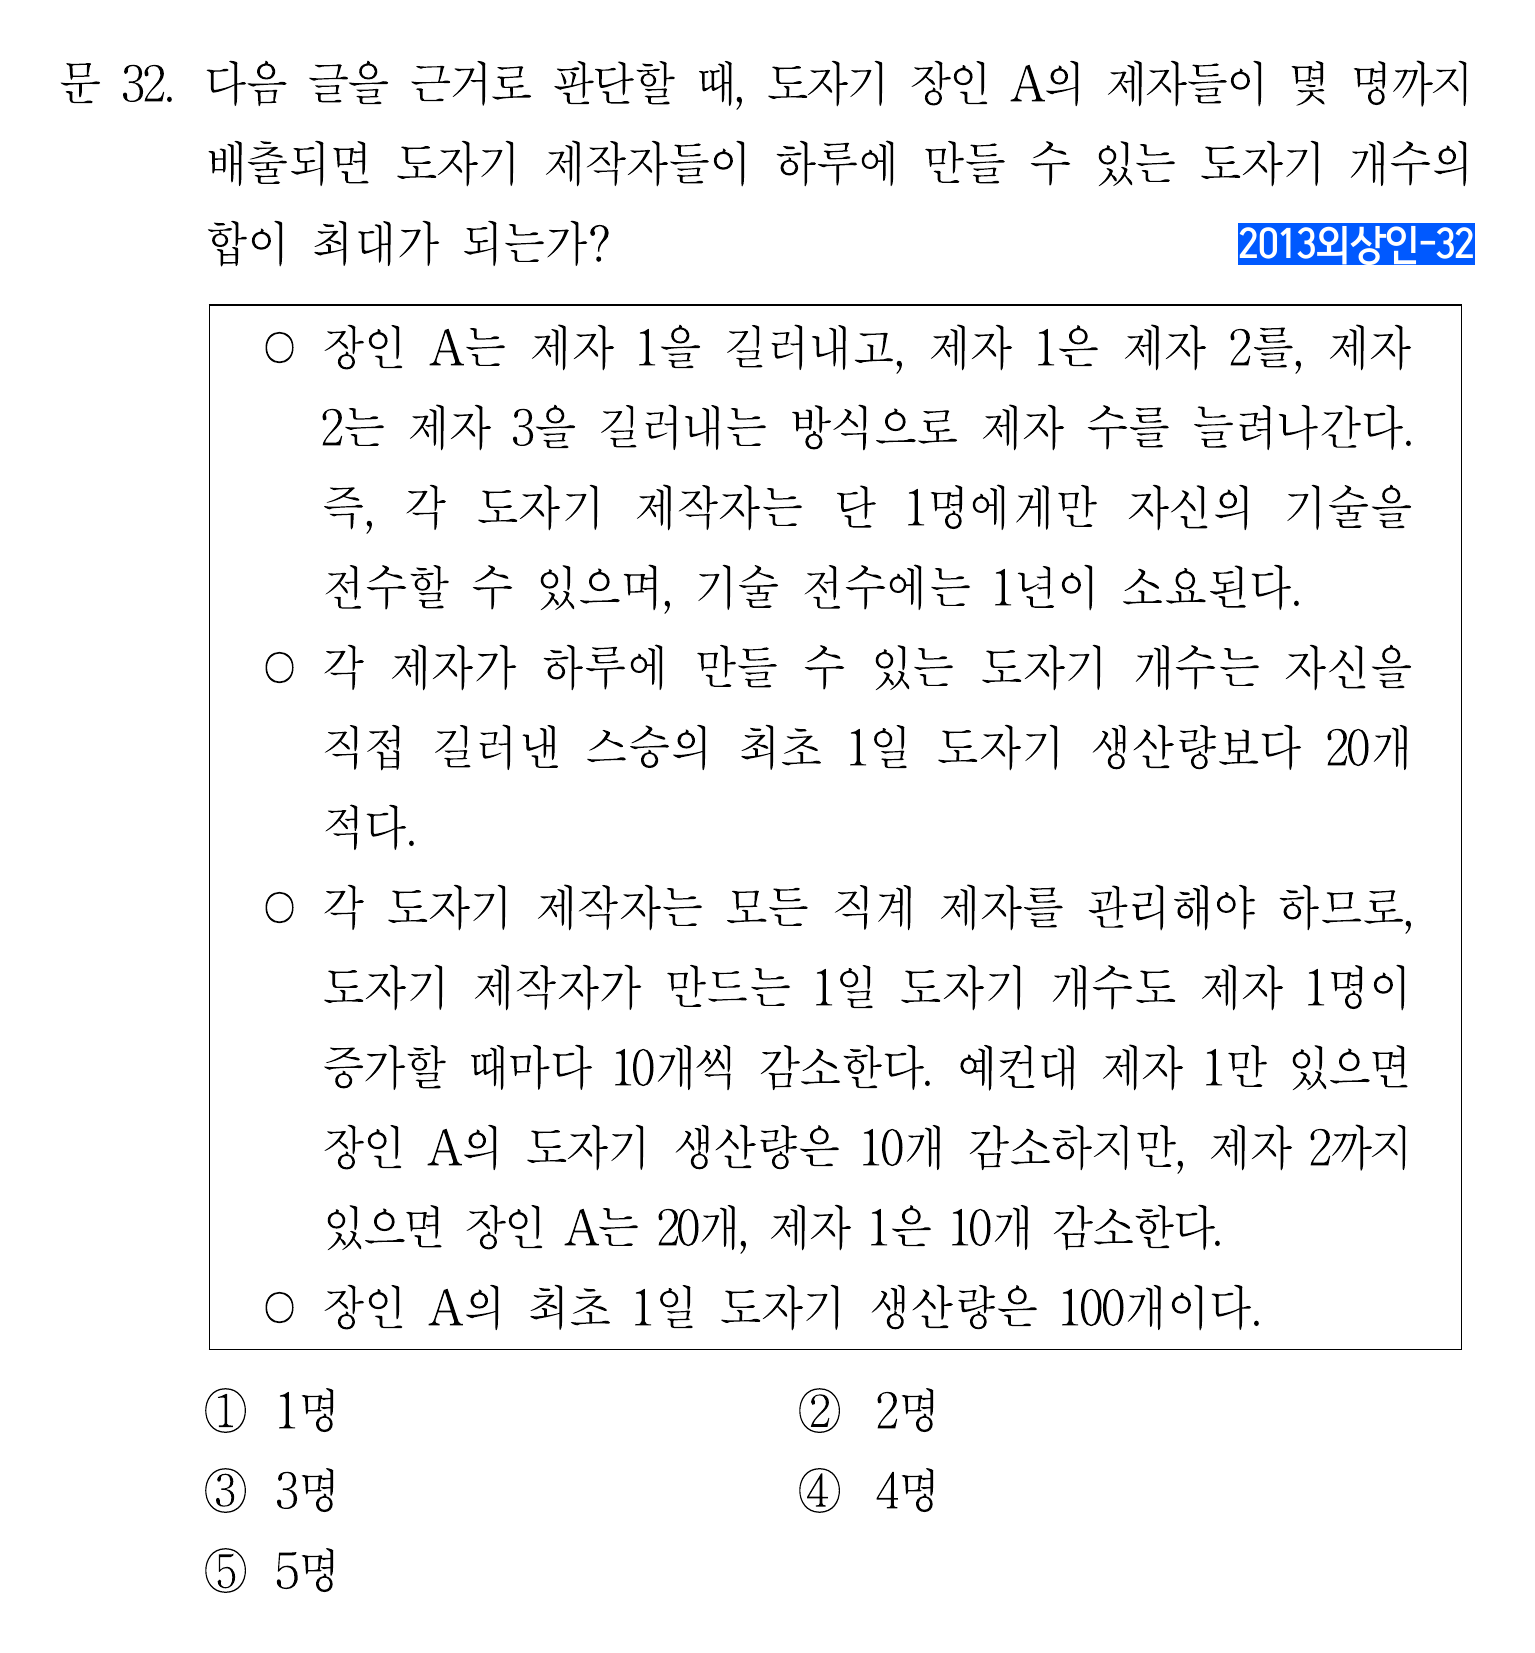 문 32. 다음 글을 근거로 판단할 때, 도자기 장인 A의 제자들이 몇 명까지
배출되면 도자기 제작자들이 하루에 만들 수 있는 도자기 개수의
합이 최대가 되는가? 2013외상인-32
○ 장인 A는 제자 1을 길러내고, 제자 1은 제자 2를, 제자
2는 제자 3을 길러내는 방식으로 제자 수를 늘려나간다.
즉, 각 도자기 제작자는 단 1명에게만 자신의 기술을
전수할 수 있으며, 기술 전수에는 1년이 소요된다.
○ 각 제자가 하루에 만들 수 있는 도자기 개수는 자신을
직접 길러낸 스승의 최초 1일 도자기 생산량보다 20개
적다.
○ 각 도자기 제작자는 모든 직계 제자를 관리해야 하므로,
도자기 제작자가 만드는 1일 도자기 개수도 제자 1명이
증가할 때마다 10개씩 감소한다. 예컨대 제자 1만 있으면
장인 A의 도자기 생산량은 10개 감소하지만, 제자 2까지
있으면 장인 A는 20개, 제자 1은 10개 감소한다.
○ 장인 A의 최초 1일 도자기 생산량은 100개이다.
① 1명 ② 2명
③ 3명 ④ 4명
⑤ 5명